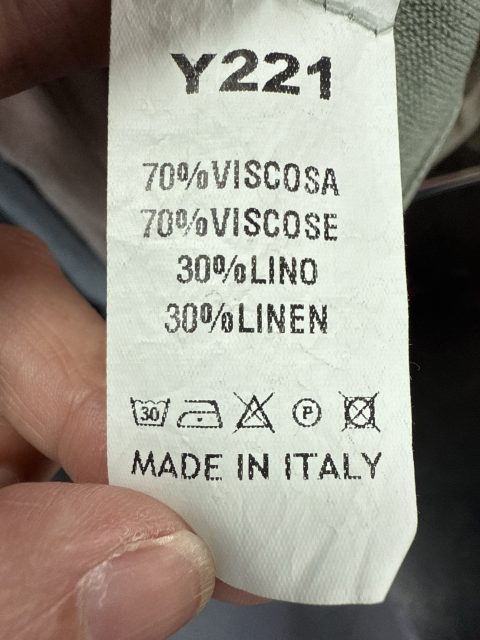 Y221
70%VISCOSA
70%VISCOSE
30%LINO
30%LINEN
30 P
MADE IN ITALY